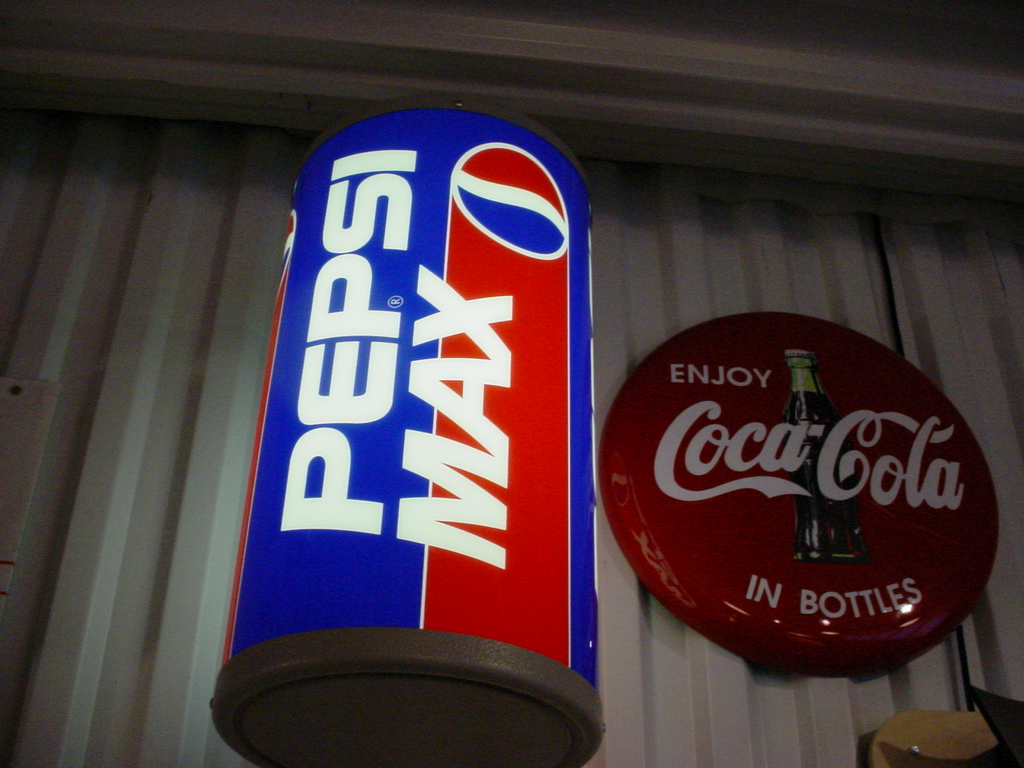 PEPSI®
MAX
ENJOY
Coca-Cola
IN BOTTLES